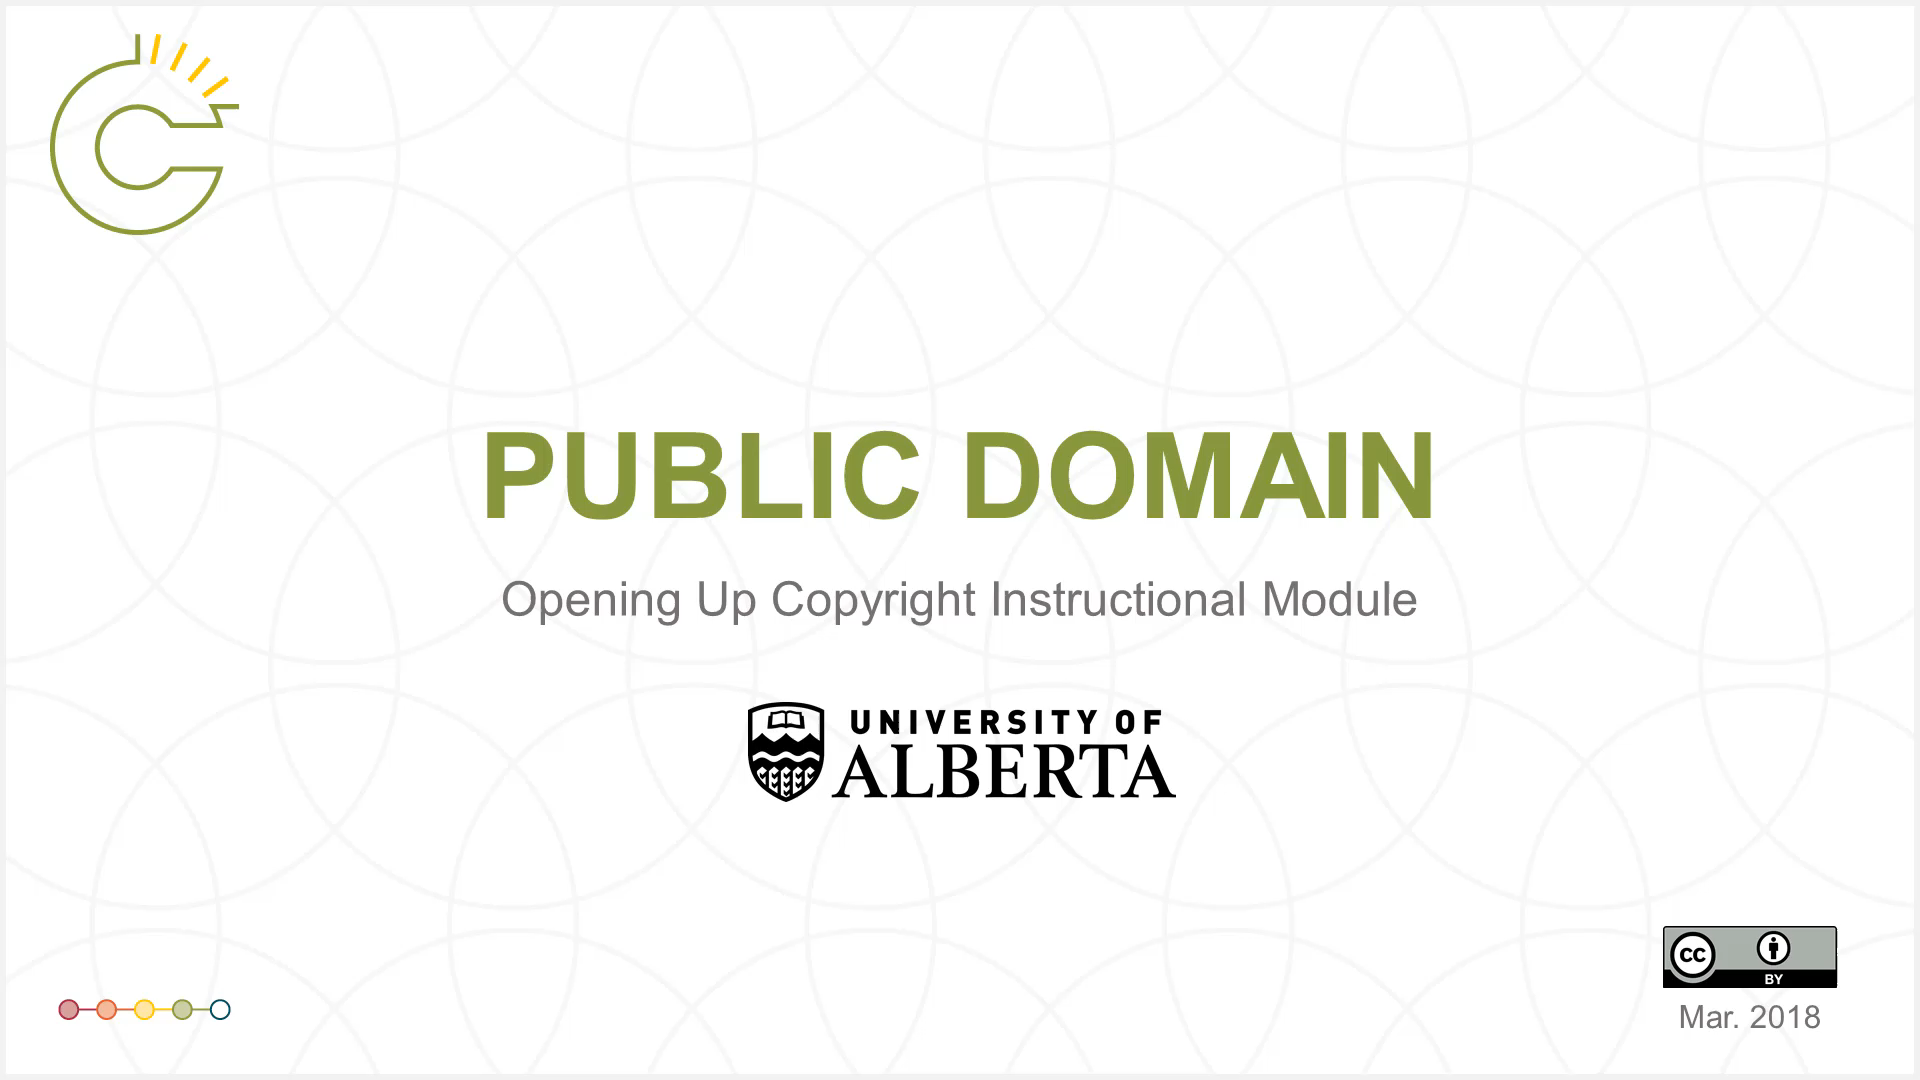 PUBLIC DOMAIN
Opening Up Copyright Instructional Module
UNIVERSITY OF
ALBERTA
cc
BY
Mar. 2018